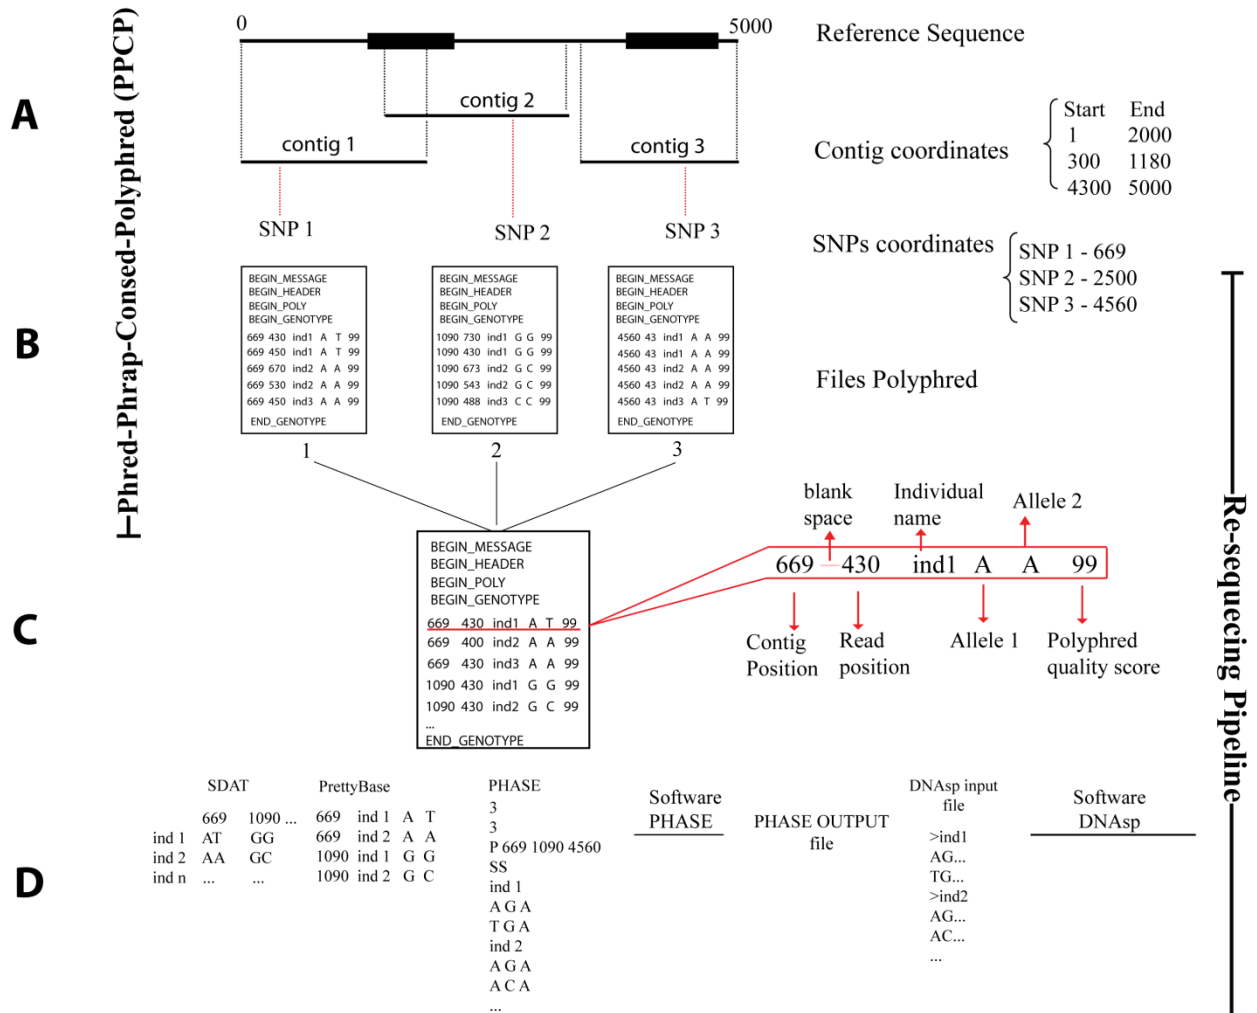 0 5000
Reference Sequence
Phred-Phrap-Consed-Polyphred (PPCP)
A
contig 2
contig 1
contig 3
Contig coordinates
Start End
1 2000
300 1180
4300 5000
SNP 1
SNP 2
SNP 3
SNPs coordinates
SNP 1 - 669
SNP 2 - 2500
SNP 3 - 4560
B
BEGIN_MESSAGE
BEGIN_HEADER
BEGIN_POLY
BEGIN_GENOTYPE
669 430 ind1 A T 99
669 450 ind1 A T 99
669 670 ind2 A A 99
669 530 ind2 A A 99
669 450 ind3 A A 99
END_GENOTYPE
1
BEGIN_MESSAGE
BEGIN_HEADER
BEGIN_POLY
BEGIN_GENOTYPE
1090 730 ind1 G G 99
1090 430 ind1 G G 99
1090 673 ind2 G C 99
1090 543 ind2 G C 99
1090 488 ind3 C C 99
END_GENOTYPE
2
BEGIN_MESSAGE
BEGIN_HEADER
BEGIN_POLY
BEGIN_GENOTYPE
4560 43 ind1 A A 99
4560 43 ind1 A A 99
4560 43 ind2 A A 99
4560 43 ind2 A A 99
4560 43 ind3 A T 99
END_GENOTYPE
3
Files Polyphred
Re-sequecing Pipeline
C
BEGIN_MESSAGE
BEGIN_HEADER
BEGIN_POLY
BEGIN_GENOTYPE
669 430 ind1 A T 99
669 400 ind2 A A 99
669 430 ind3 A A 99
1090 430 ind1 G G 99
1090 430 ind2 G C 99
...
END_GENOTYPE
blank
space
Individual
name
Allele 2
669 430 ind1 A A 99
Contig
Position
Read
position
Allele 1
Polyphred
quality score
D
SDAT
669 1090 ...
ind 1 AT GG
ind 2 AA GC
ind n ... ...
PrettyBase
669 ind 1 A T
669 ind 2 A A
1090 ind 1 G G
1090 ind 2 G C
PHASE
3
3
P 669 1090 4560
SS
ind 1
A G A
T G A
ind 2
A G A
A C A
...
Software
PHASE
PHASE OUTPUT
file
DNAsp input
file
>ind1
AG...
TG...
>ind2
AG...
AC...
...
Software
DNAsp